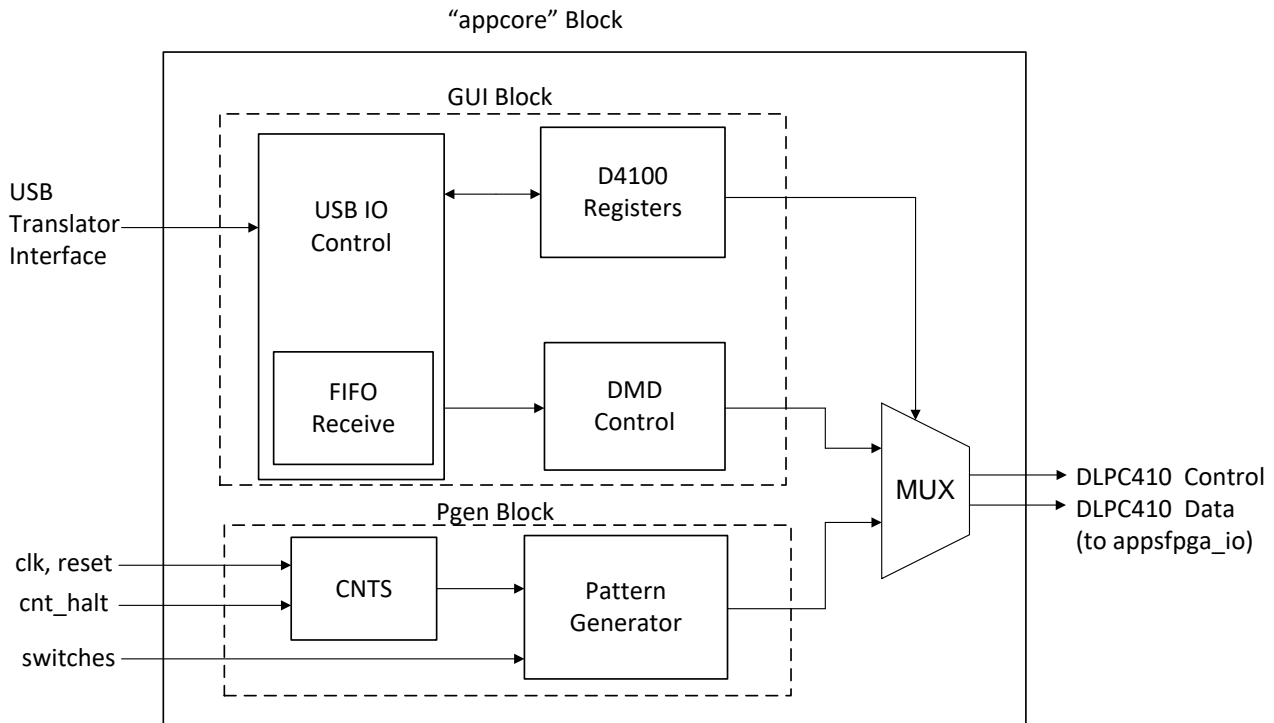 “appcore” Block
GUI Block
USB
Translator
Interface
USB IO
Control
D4100
Registers
FIFO
Receive
DMD
Control
MUX
DLPC410  Control
DLPC410  Data
(to appsfpga_io)
Pgen Block
clk, reset
cnt_halt
switches
CNTS
Pattern
Generator